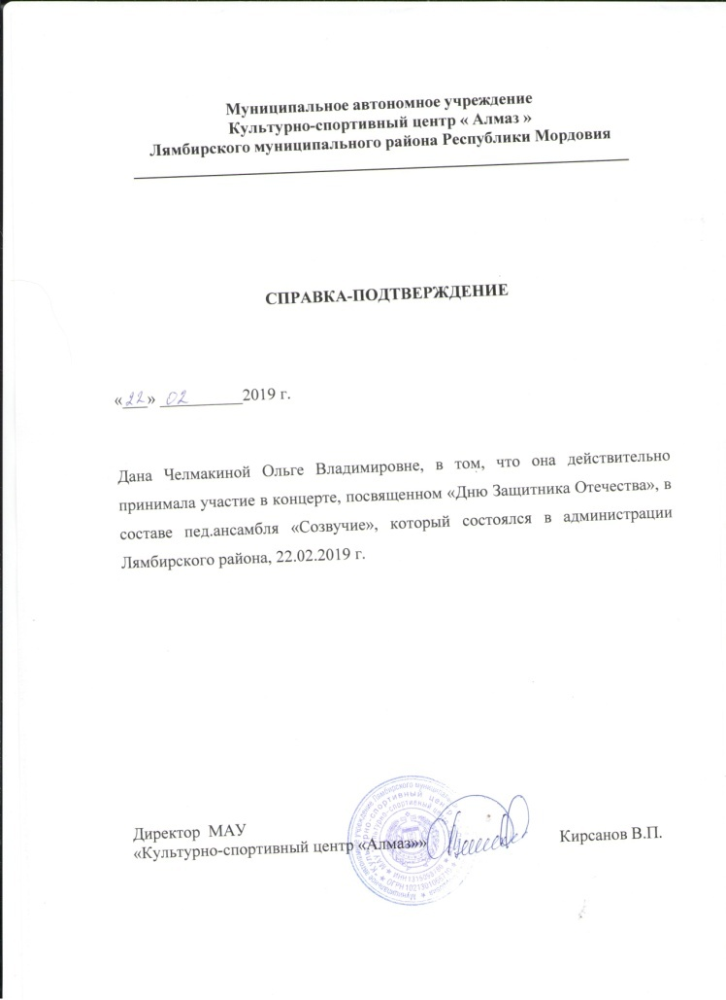 Муниципальное автономное учреждение
Культурно-спортивный центр « Алмаз »
Лямбирского муниципального района Республики Мордовия
СПРАВКА-ПОДТВЕРЖДЕНИЕ
«22» 02 2019 г.
Дана Челмакиной Ольге Владимировне, в том, что она действительно
принимала участие в концерте, посвященном «Дню Защитника Отечества», в
составе пед.ансамбля «Созвучие», который состоялся в администрации
Лямбирского района, 22.02.2019 г.
Директор МАУ
«Культурно-спортивный центр «Алмаз»»
Кирсанов В.П.